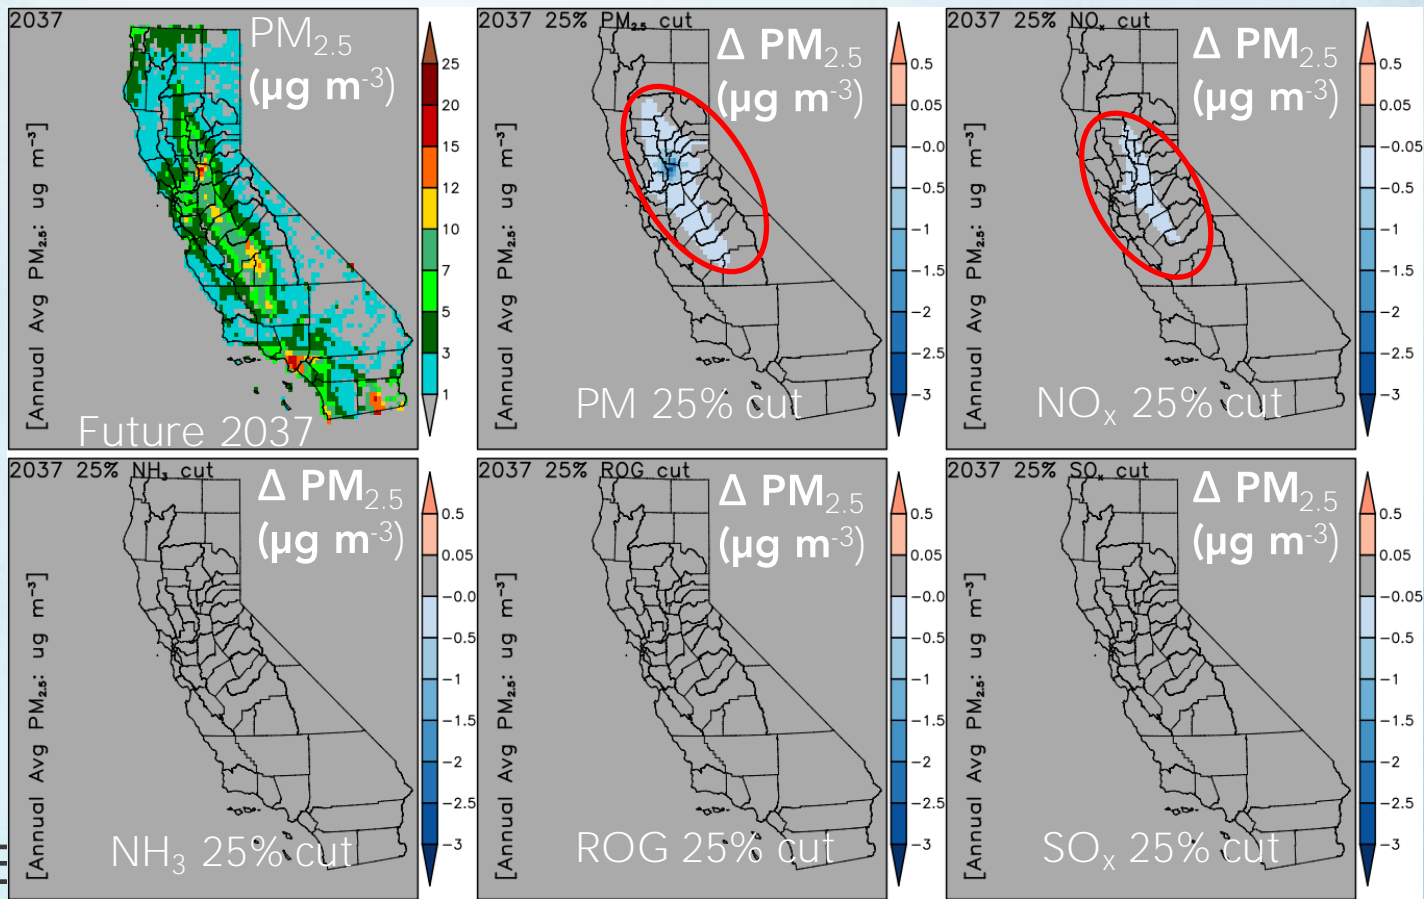 2037
PM2.5
(µg m-3)
25
20
15
12
10
7
5
3
1
[Annual Avg PM2.5: ug m−3]
Future 2037
2037 25% PM2.5 cut
Δ PM2.5
(µg m-3)
0.5
0.05
−0.0
−0.5
−1
−1.5
−2
−2.5
−3
[Annual Avg PM2.5: ug m−3]
PM 25% cut
2037 25% NOx cut
Δ PM2.5
(µg m-3)
0.5
0.05
−0.05
−0.5
−1
−1.5
−2
−2.5
−3
[Annual Avg PM2.5: ug m−3]
NOx 25% cut
2037 25% NH3 cut
Δ PM2.5
(µg m-3)
0.5
0.05
−0.0
−0.5
−1
−1.5
−2
−2.5
−3
[Annual Avg PM2.5: ug m−3]
NH3 25% cut
2037 25% ROG cut
Δ PM2.5
(µg m-3)
0.5
0.05
−0.0
−0.5
−1
−1.5
−2
−2.5
−3
[Annual Avg PM2.5: ug m−3]
ROG 25% cut
2037 25% SOx cut
Δ PM2.5
(µg m-3)
0.5
0.05
−0.05
−0.5
−1
−1.5
−2
−2.5
−3
[Annual Avg PM2.5: ug m−3]
SOx 25% cut